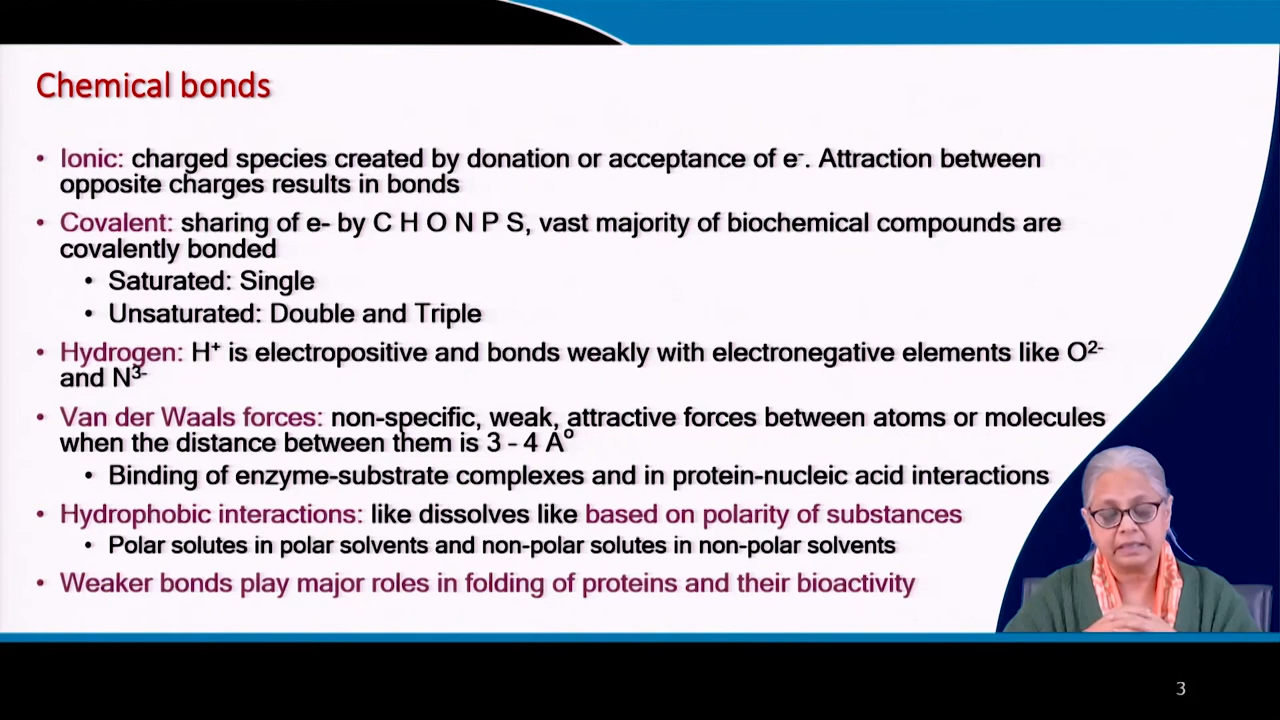 Chemical bonds
• Ionic: charged species created by donation or acceptance of e⁻. Attraction between
opposite charges results in bonds
• Covalent: sharing of e- by C H O N P S, vast majority of biochemical compounds are
covalently bonded
• Saturated: Single
• Unsaturated: Double and Triple
• Hydrogen: H⁺ is electropositive and bonds weakly with electronegative elements like O²⁻
and N³⁻
• Van der Waals forces: non-specific, weak, attractive forces between atoms or molecules
when the distance between them is 3 - 4 A°
• Binding of enzyme-substrate complexes and in protein-nucleic acid interactions
• Hydrophobic interactions: like dissolves like based on polarity of substances
• Polar solutes in polar solvents and non-polar solutes in non-polar solvents
• Weaker bonds play major roles in folding of proteins and their bioactivity
3